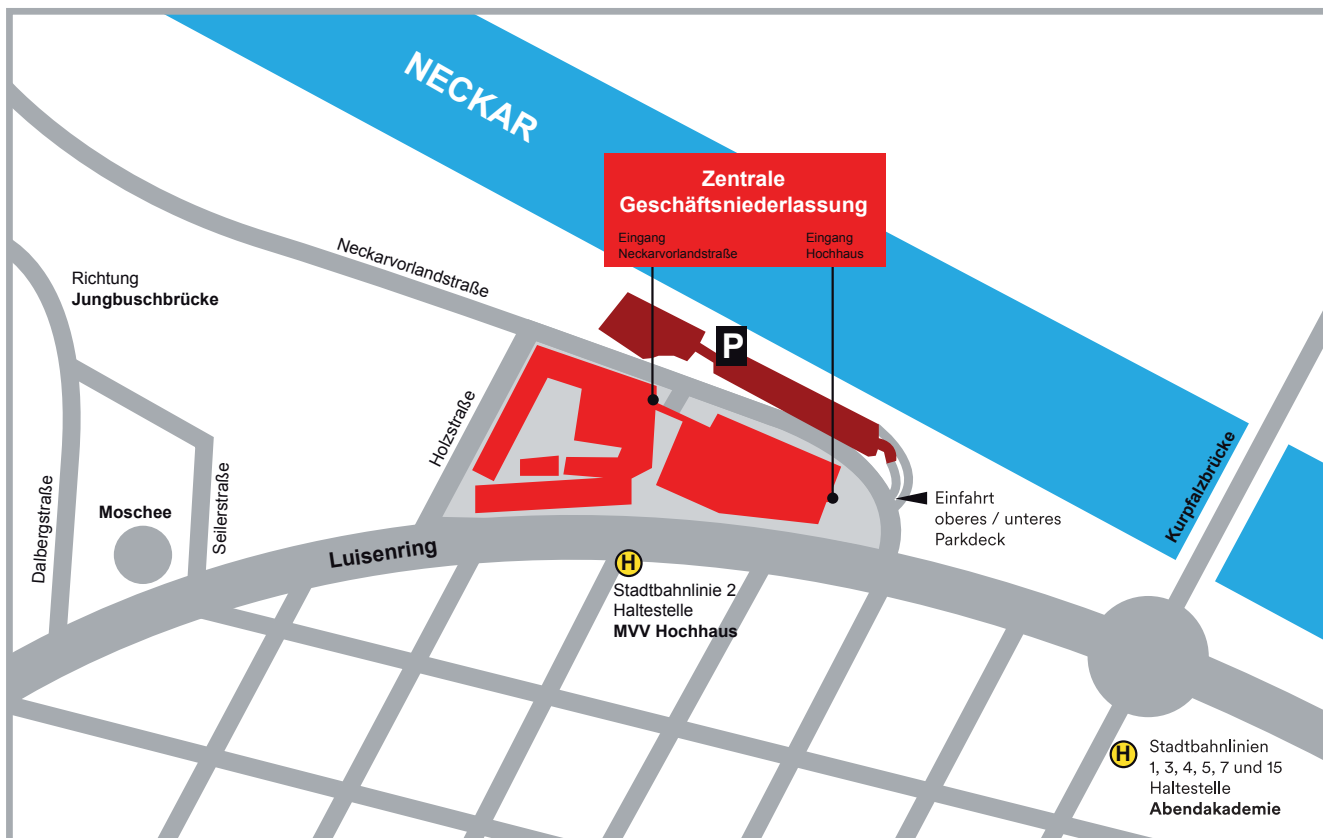 NECKAR
Zentrale
Geschäftsniederlassung
Eingang
Neckarvorlandstraße
Eingang
Hochhaus
Neckarvorlandstraße
Richtung
Jungbuschbrücke
P
Holzstraße
Kurpfalzbrücke
Einfahrt
oberes / unteres
Parkdeck
Dalbergstraße
Moschee
Seilerstraße
Luisenring
H
Stadtbahnlinie 2
Haltestelle
MVV Hochhaus
H
Stadtbahnlinien
1, 3, 4, 5, 7 und 15
Haltestelle
Abendakademie